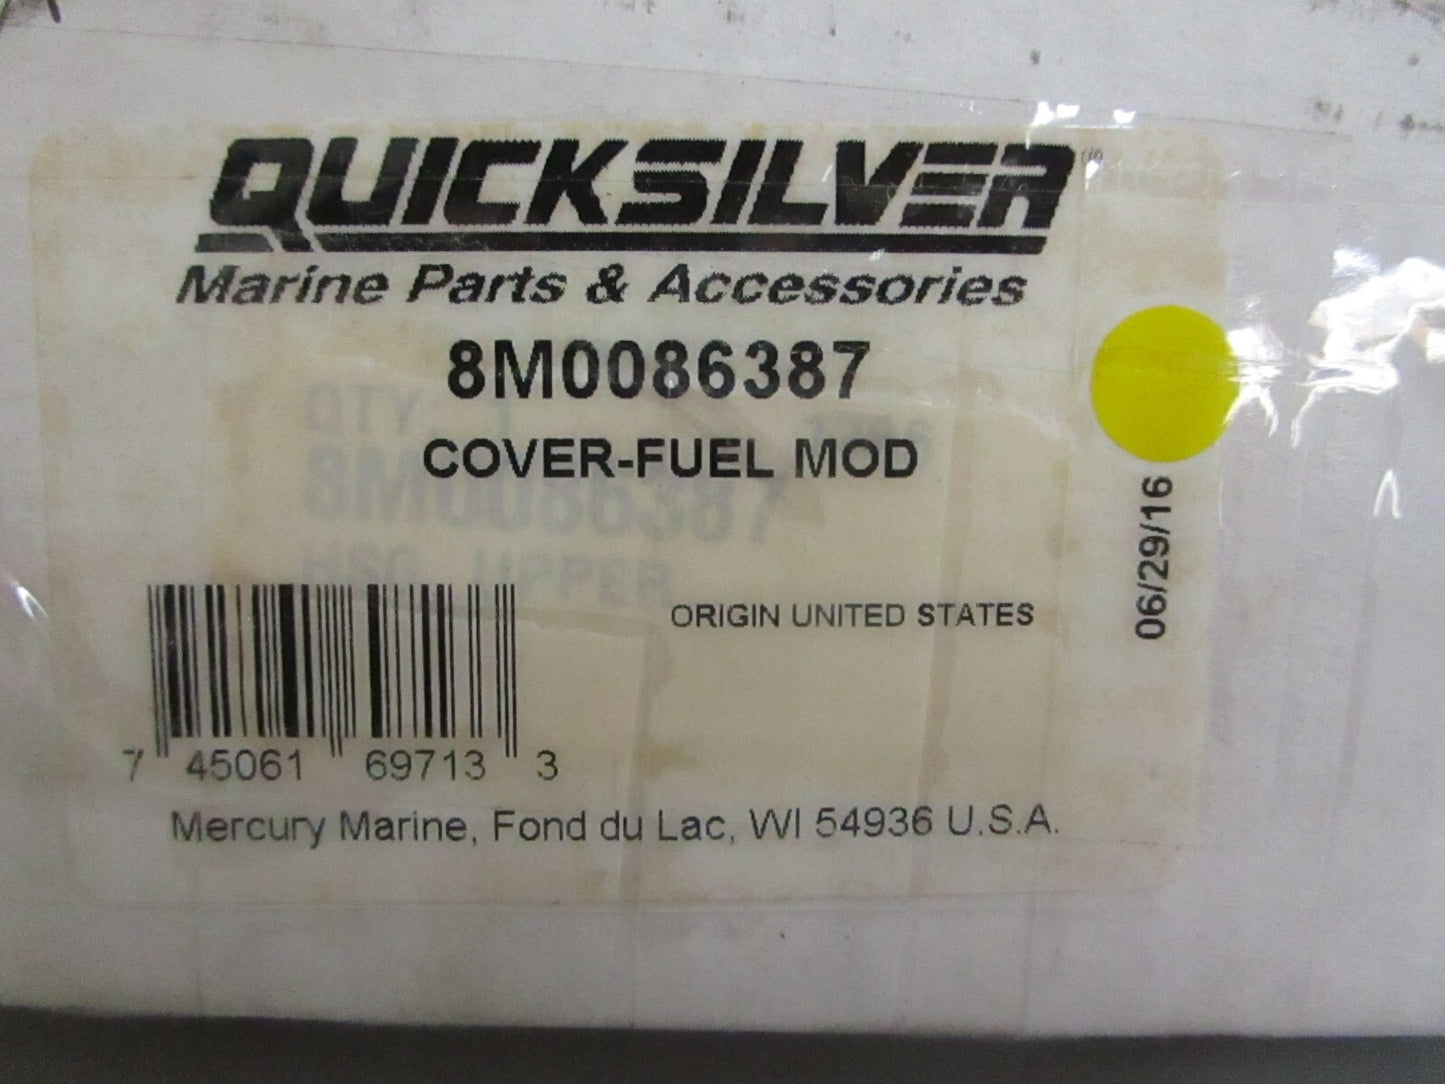 QUICKSILVER
Marine Parts & Accessories
8M0086387
QTY. 1
COVER-FUEL MOD
8M0086387
HSG UPPER
ORIGIN UNITED STATES
06/29/16
7 45061 69713 3
Mercury Marine, Fond du Lac, WI 54936 U.S.A.